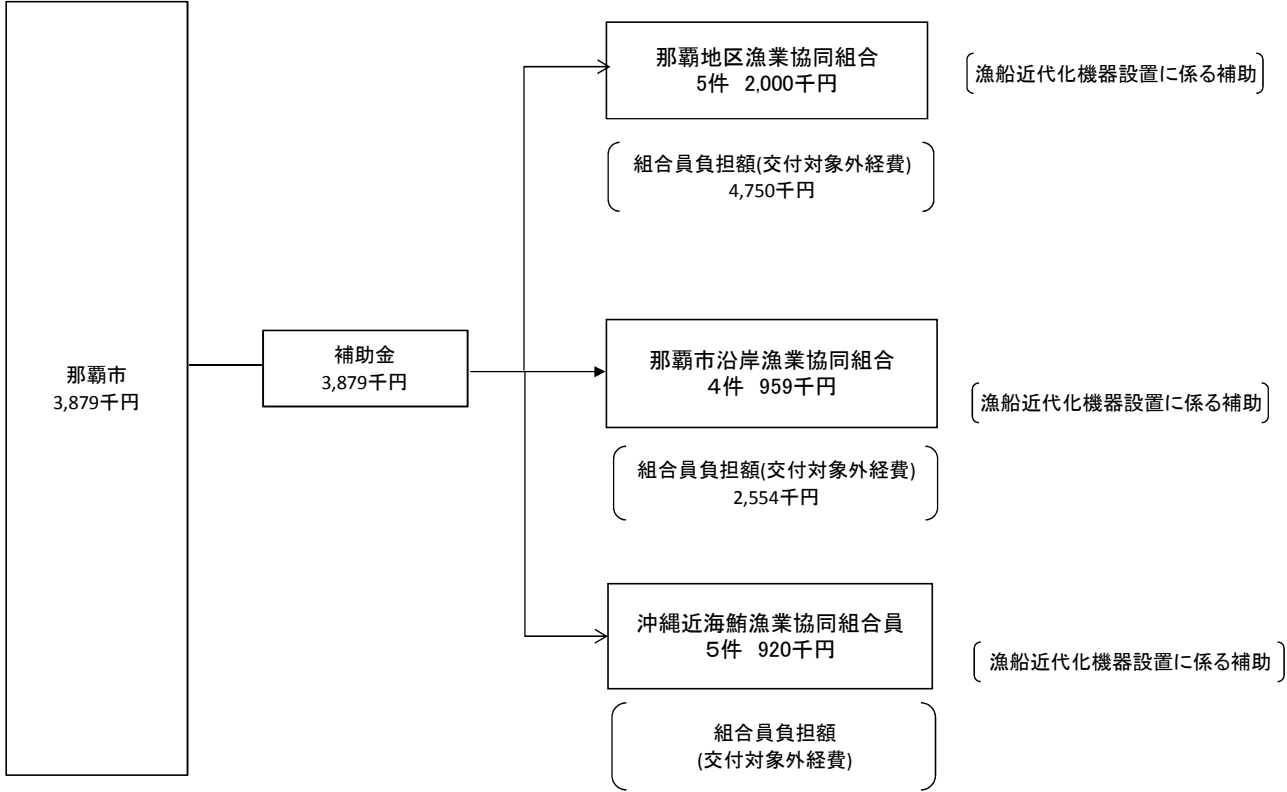 那覇市
3,879千円
補助金
3,879千円
那覇地区漁業協同組合
5件 2,000千円
漁船近代化機器設置に係る補助
組合員負担額(交付対象外経費)
4,750千円
那覇市沿岸漁業協同組合
４件 959千円
漁船近代化機器設置に係る補助
組合員負担額(交付対象外経費)
2,554千円
沖縄近海鮪漁業協同組合員
５件 920千円
漁船近代化機器設置に係る補助
組合員負担額
(交付対象外経費)